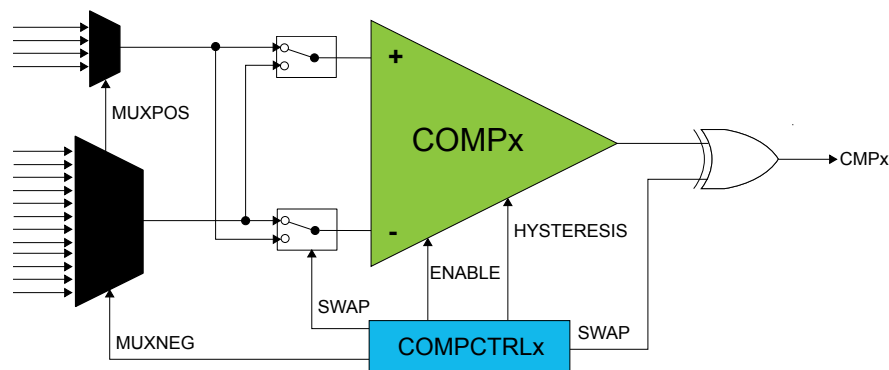 +
MUXPOS
COMPx
CMPx
-
HYSTERESIS
ENABLE
SWAP
SWAP
MUXNEG
COMPCTRLx